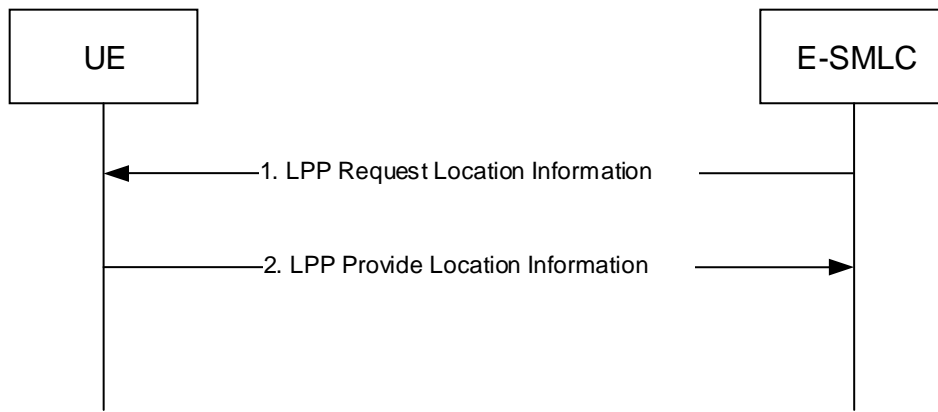 UE
E-SMLC
1. LPP Request Location Information
2. LPP Provide Location Information